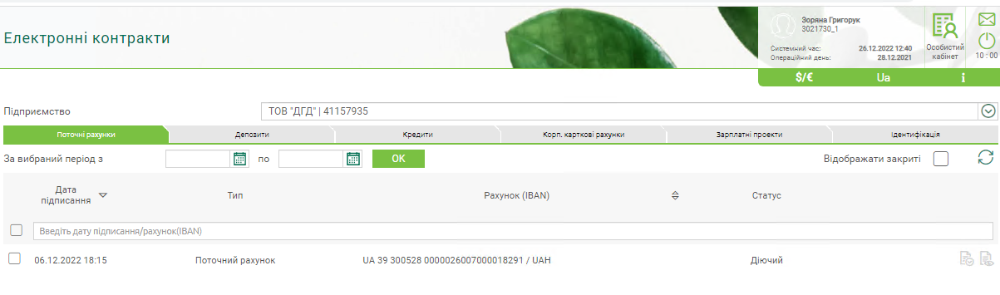 Електронні контракти
Зоряна Григорук
3021730_1
Системний час: 26.12.2022 12:40
Операційний день: 28.12.2021
Особистий
кабінет
10 : 00
$/€ Ua i
Підприємство ТОВ "ДГД" | 41157935
Поточні рахунки Депозити Кредити Корп. карткові рахунки Зарплатні проекти Ідентифікація
За вибраний період з по OK Відображати закриті
Дата
підписання Тип Рахунок (IBAN) Статус
Введіть дату підписання/рахунок(IBAN)
06.12.2022 18:15 Поточний рахунок UA 39 300528 0000026007000018291 / UAH Діючий